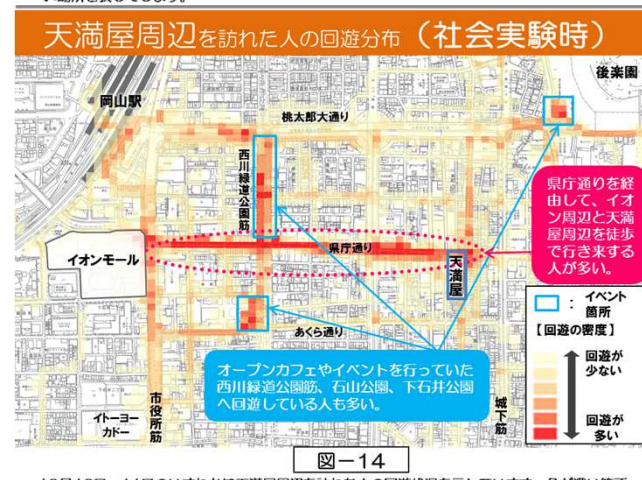 天満屋周辺を訪れた人の回遊分布（社会実験時）
岡山駅
後楽園
桃太郎大通り
西川緑道公園筋
県庁通りを経
由して、イオ
ン周辺と天満
屋周辺を徒歩
で行き来する
人が多い。
イオンモール
県庁通り
天満屋
あくら通り
：イベント
箇所
【回遊の密度】
回遊が
少ない
回遊が
多い
オープンカフェやイベントを行っていた
西川緑道公園筋、石山公園、下石井公園
へ回遊している人も多い。
市役所筋
イトーヨー
カドー
城下筋
図－14